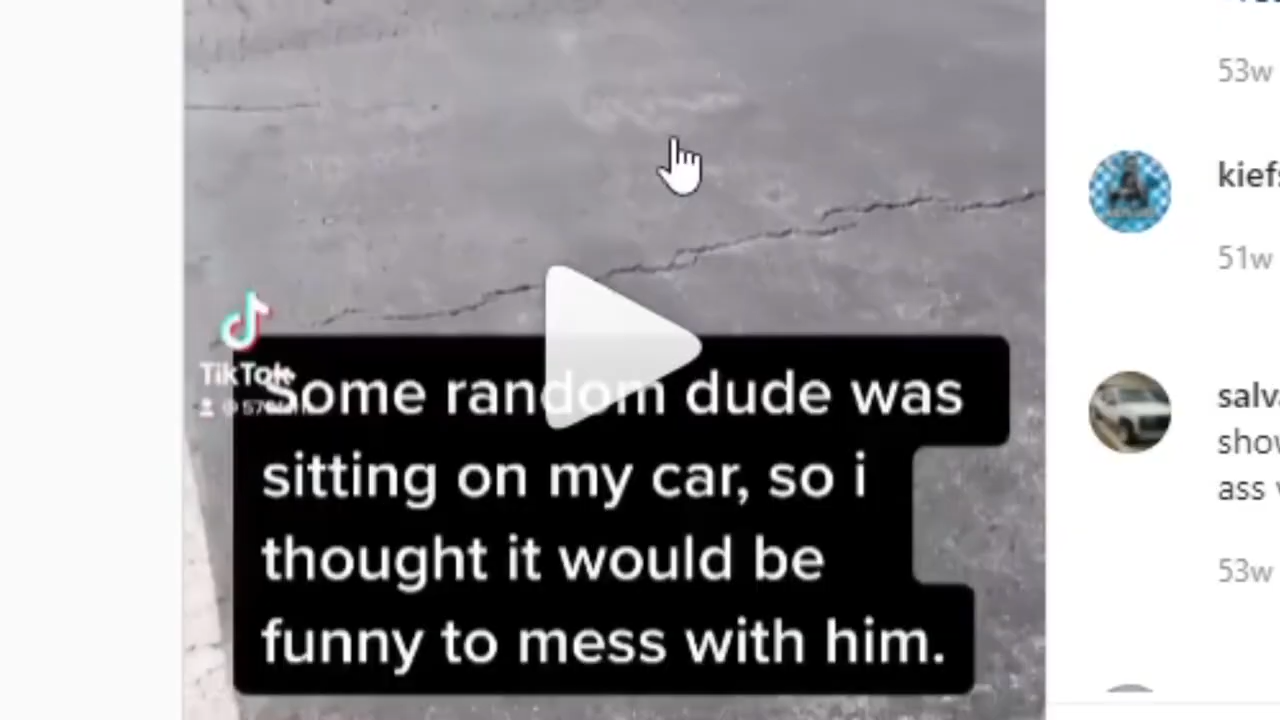 53w
kiefs
51w
TikTok
Some random dude was
sitting on my car, so i
thought it would be
funny to mess with him.
salva
show
ass
53w